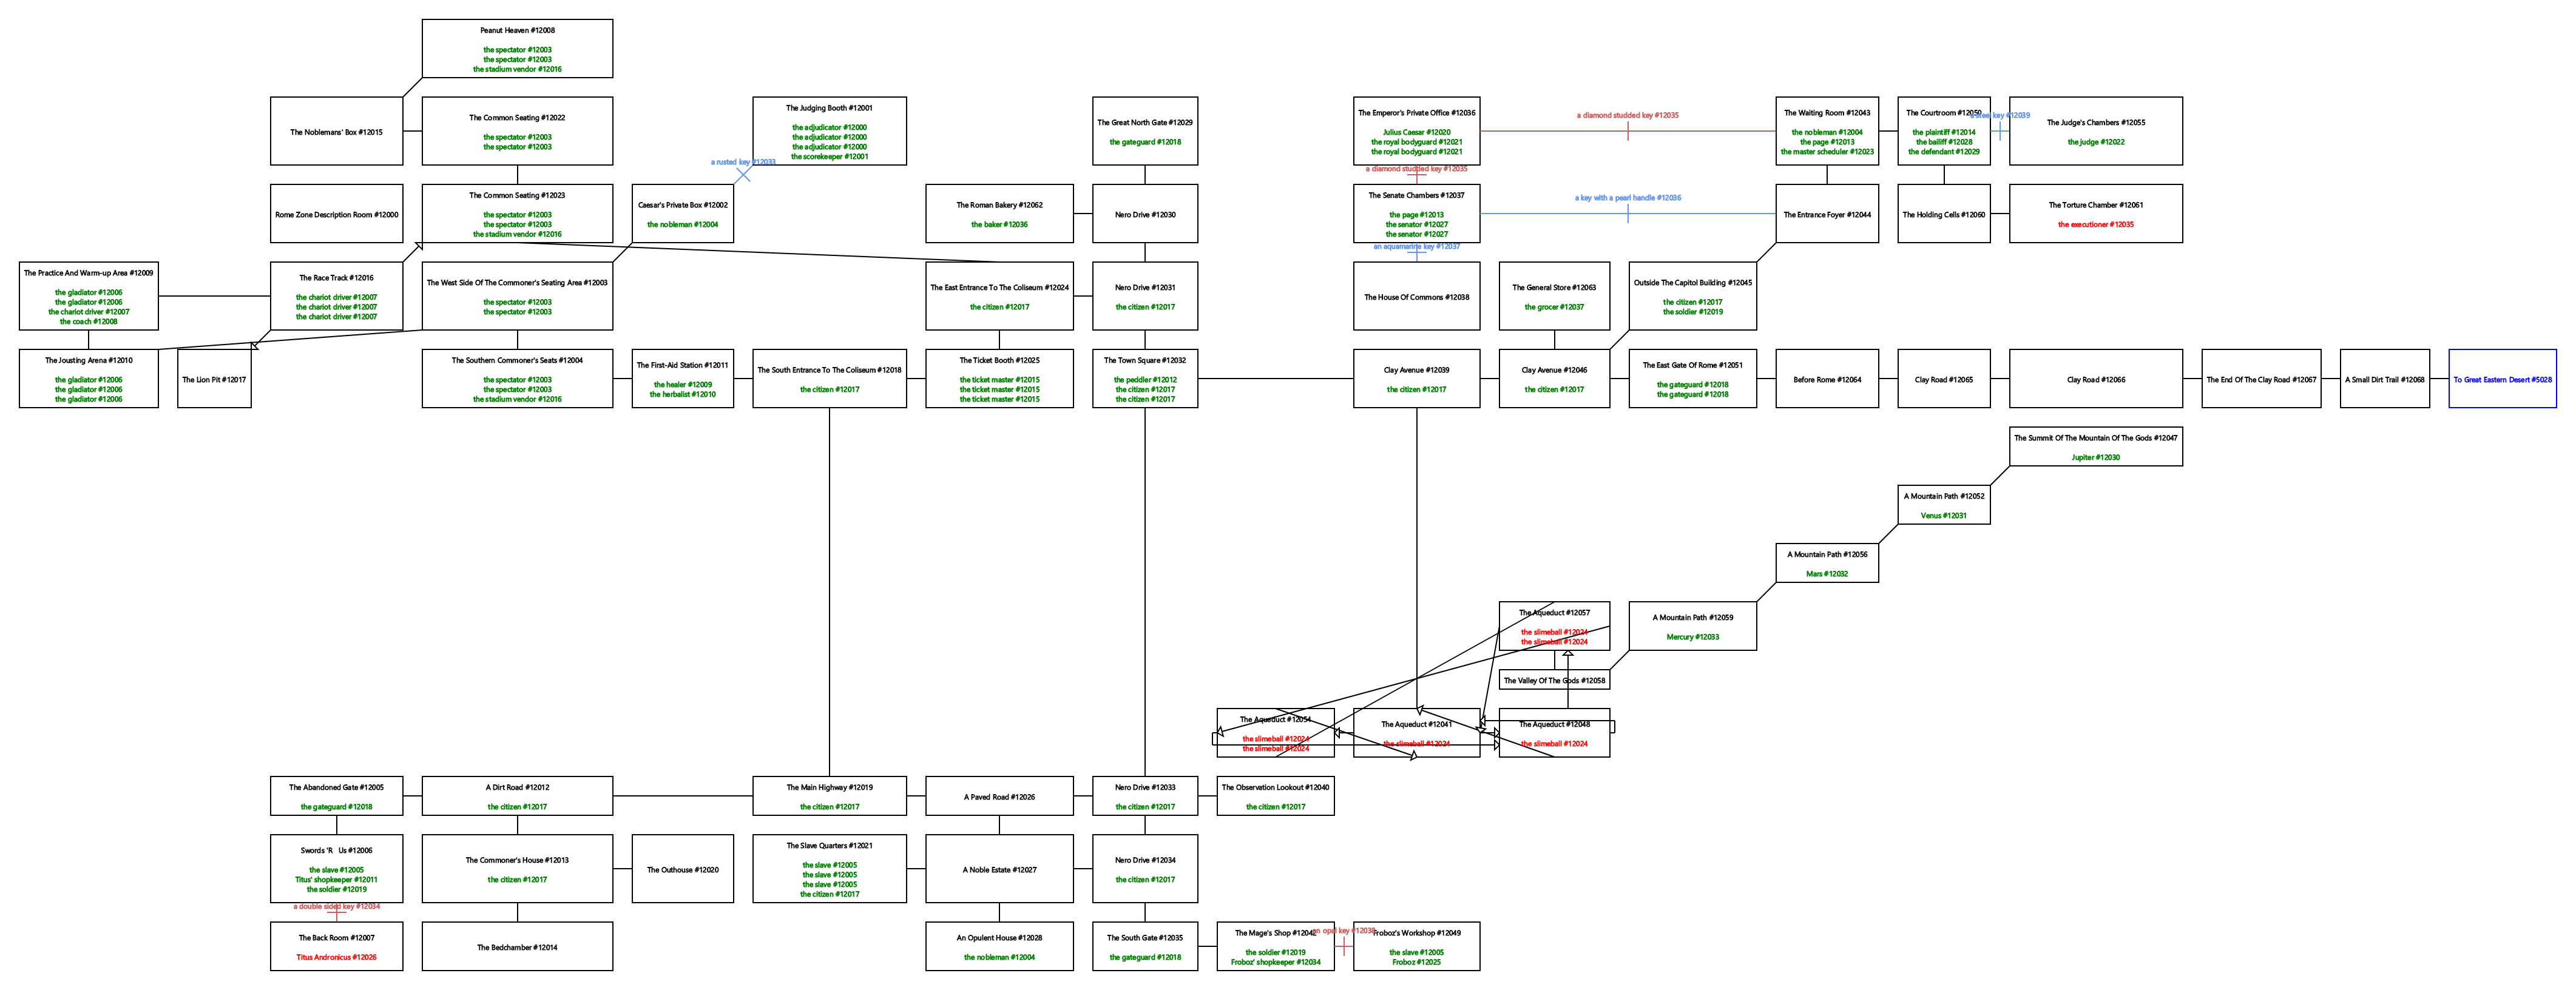 Peanut Heaven #12008
the spectator #12003
the spectator #12003
the stadium vendor #12016
The Noblemans' Box #12015
The Common Seating #12022
the spectator #12003
the spectator #12003
The Judging Booth #12001
the adjudicator #12000
the adjudicator #12000
the adjudicator #12000
the scorekeeper #12001
The Great North Gate #12029
the gateguard #12018
The Emperor's Private Office #12036
Julius Caesar #12020
the royal bodyguard #12021
the royal bodyguard #12021
a diamond studded key #12035
The Waiting Room #12043
the nobleman #12004
the page #12013
the master scheduler #12023
The Courtroom #12050
the plaintiff #12014
the bailiff #12028
the defendant #12029
key #12039
The Judge's Chambers #12055
the judge #12022
a rusted key #12033
a diamond studded key #12035
Rome Zone Description Room #12000
The Common Seating #12023
the spectator #12003
the spectator #12003
the stadium vendor #12016
Caesar's Private Box #12002
the nobleman #12004
The Roman Bakery #12062
the baker #12036
Nero Drive #12030
The Senate Chambers #12037
the page #12013
the senator #12027
the senator #12027
a key with a pearl handle #12036
The Entrance Foyer #12044
The Holding Cells #12060
The Torture Chamber #12061
the executioner #12035
an aquamarine key #12037
The Practice And Warm-up Area #12009
the gladiator #12006
the gladiator #12006
the chariot driver #12007
the coach #12008
The Race Track #12016
the chariot driver #12007
the chariot driver #12007
the chariot driver #12007
The West Side Of The Commoner's Seating Area #12003
the spectator #12003
the spectator #12003
The East Entrance To The Coliseum #12024
the citizen #12017
Nero Drive #12031
the citizen #12017
The House Of Commons #12038
The General Store #12063
the grocer #12037
Outside The Capitol Building #12045
the citizen #12017
the soldier #12019
The Jousting Arena #12010
the gladiator #12006
the gladiator #12006
the gladiator #12006
The Lion Pit #12017
The Southern Commoner's Seats #12004
the spectator #12003
the spectator #12003
the stadium vendor #12016
The First-Aid Station #12011
the healer #12009
the herbalist #12010
The South Entrance To The Coliseum #12018
the citizen #12017
The Ticket Booth #12025
the ticket master #12015
the ticket master #12015
the ticket master #12015
The Town Square #12032
the peddler #12012
the citizen #12017
the citizen #12017
Clay Avenue #12039
the citizen #12017
Clay Avenue #12046
the citizen #12017
The East Gate Of Rome #12051
the gateguard #12018
the gateguard #12018
Before Rome #12064
Clay Road #12065
Clay Road #12066
The End Of The Clay Road #12067
A Small Dirt Trail #12068
To Great Eastern Desert #5028
The Summit Of The Mountain Of The Gods #12047
Jupiter #12030
A Mountain Path #12052
Venus #12031
A Mountain Path #12056
Mars #12032
The Aqueduct #12057
the slimeball #12024
the slimeball #12024
A Mountain Path #12059
Mercury #12033
The Valley Of The Gods #12058
The Aqueduct #12054
the slimeball #12024
the slimeball #12024
The Aqueduct #12041
the slimeball #12024
The Aqueduct #12048
the slimeball #12024
The Abandoned Gate #12005
the gateguard #12018
A Dirt Road #12012
the citizen #12017
The Main Highway #12019
the citizen #12017
A Paved Road #12026
Nero Drive #12033
the citizen #12017
The Observation Lookout #12040
the citizen #12017
Swords 'R Us #12006
the slave #12005
Titus' shopkeeper #12011
the soldier #12019
The Commoner's House #12013
the citizen #12017
The Outhouse #12020
The Slave Quarters #12021
the slave #12005
the slave #12005
the slave #12005
the citizen #12017
A Noble Estate #12027
Nero Drive #12034
the citizen #12017
a double sided key #12034
The Back Room #12007
Titus Andronicus #12026
The Bedchamber #12014
An Opulent House #12028
the nobleman #12004
The South Gate #12035
the gateguard #12018
The Mage's Shop #12042
the soldier #12019
Froboz' shopkeeper #12034
an opal key #12038
Froboz's Workshop #12049
the slave #12005
Froboz #12025